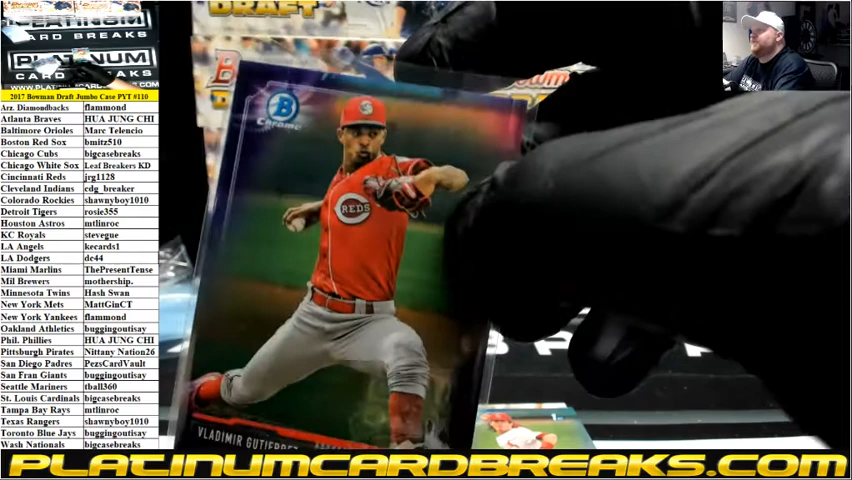 DRAFT
PLATINUM
CARD BREAKS
PLATINUM
CARD BREAKS
2017 Bowman Draft Jumbo Case PYT #110
Arz. Diamondbacks flammond
Atlanta Braves HUA JUNG CHI
Baltimore Orioles Marc Telencio
Boston Red Sox bmitz510
Chicago Cubs bigcasebreaks
Chicago White Sox Leaf Breakers KD
Cincinnati Reds jrg1128
Cleveland Indians cdg_breaker
Colorado Rockies shawnyboy1010
Detroit Tigers rosie355
Houston Astros mtlinroc
KC Royals stevegue
LA Angels kecards1
LA Dodgers dc44
Miami Marlins ThePresentTense
Mil Brewers mothership.
Minnesota Twins Hash Swan
New York Mets MattGinCT
New York Yankees flammond
Oakland Athletics buggingoutisay
Phil. Phillies HUA JUNG CHI
Pittsburgh Pirates Nittany Nation26
San Diego Padres PezsCardVault
San Fran Giants buggingoutisay
Seattle Mariners tball360
St. Louis Cardinals bigcasebreaks
Tampa Bay Rays mtlinroc
Texas Rangers shawnyboy1010
Toronto Blue Jays buggingoutisay
Wash Nationals bigcasebreaks
B
Chrome
REDS
VLADIMIR GUTIERREZ
PLATINUMCARDBREAKS.COM